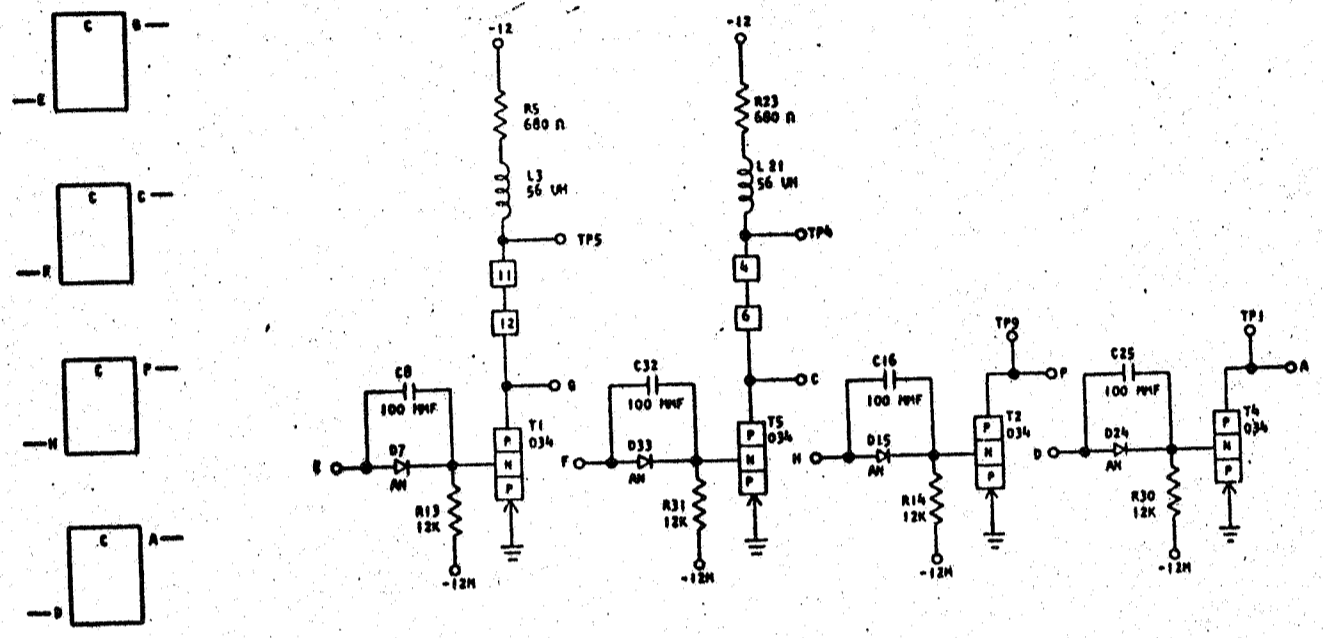 C
-12
-12
R5
680 Ω
R23
680 Ω
C
C
L3
56 UH
L 21
56 UH
TP5
TP4
11
4
12
6
TP9
TP1
C
P
C8
100 MMF
G
C32
100 MMF
C
C16
100 MMF
P
C25
100 MMF
A
H
T1
034
T5
034
T2
034
T4
034
P
N
P
P
N
P
P
N
P
P
N
P
D7
AN
F
D33
AN
H
D15
AN
D
D24
AN
R13
12K
R31
12K
R14
12K
R30
12K
C
A
D
-12M
-12M
-12M
-12M